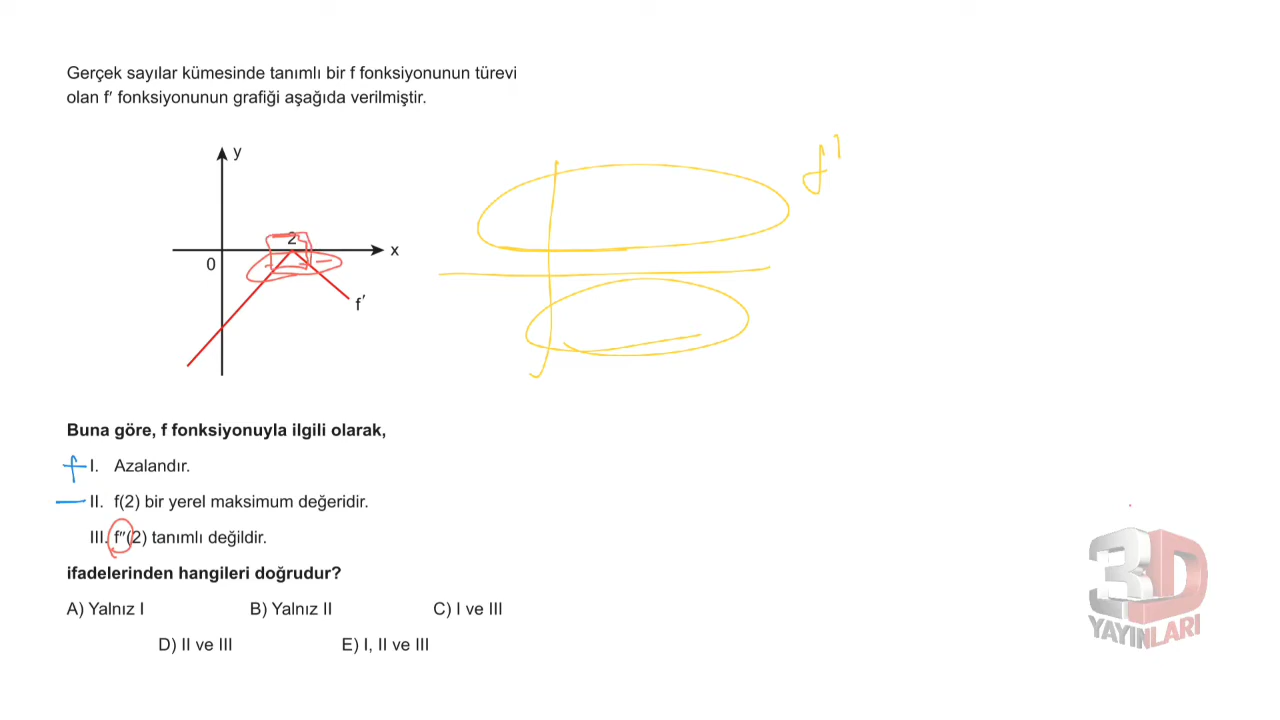 Gerçek sayılar kümesinde tanımlı bir f fonksiyonunun türevi
olan f' fonksiyonunun grafiği aşağıda verilmiştir.
y
f'
2
x
0
f'
Buna göre, f fonksiyonuyla ilgili olarak,
+ I. Azalandır.
— II. f(2) bir yerel maksimum değeridir.
III. f''(2) tanımlı değildir.
ifadelerinden hangileri doğrudur?
A) Yalnız I B) Yalnız II C) I ve III
D) II ve III E) I, II ve III
3D
YAYINLARI